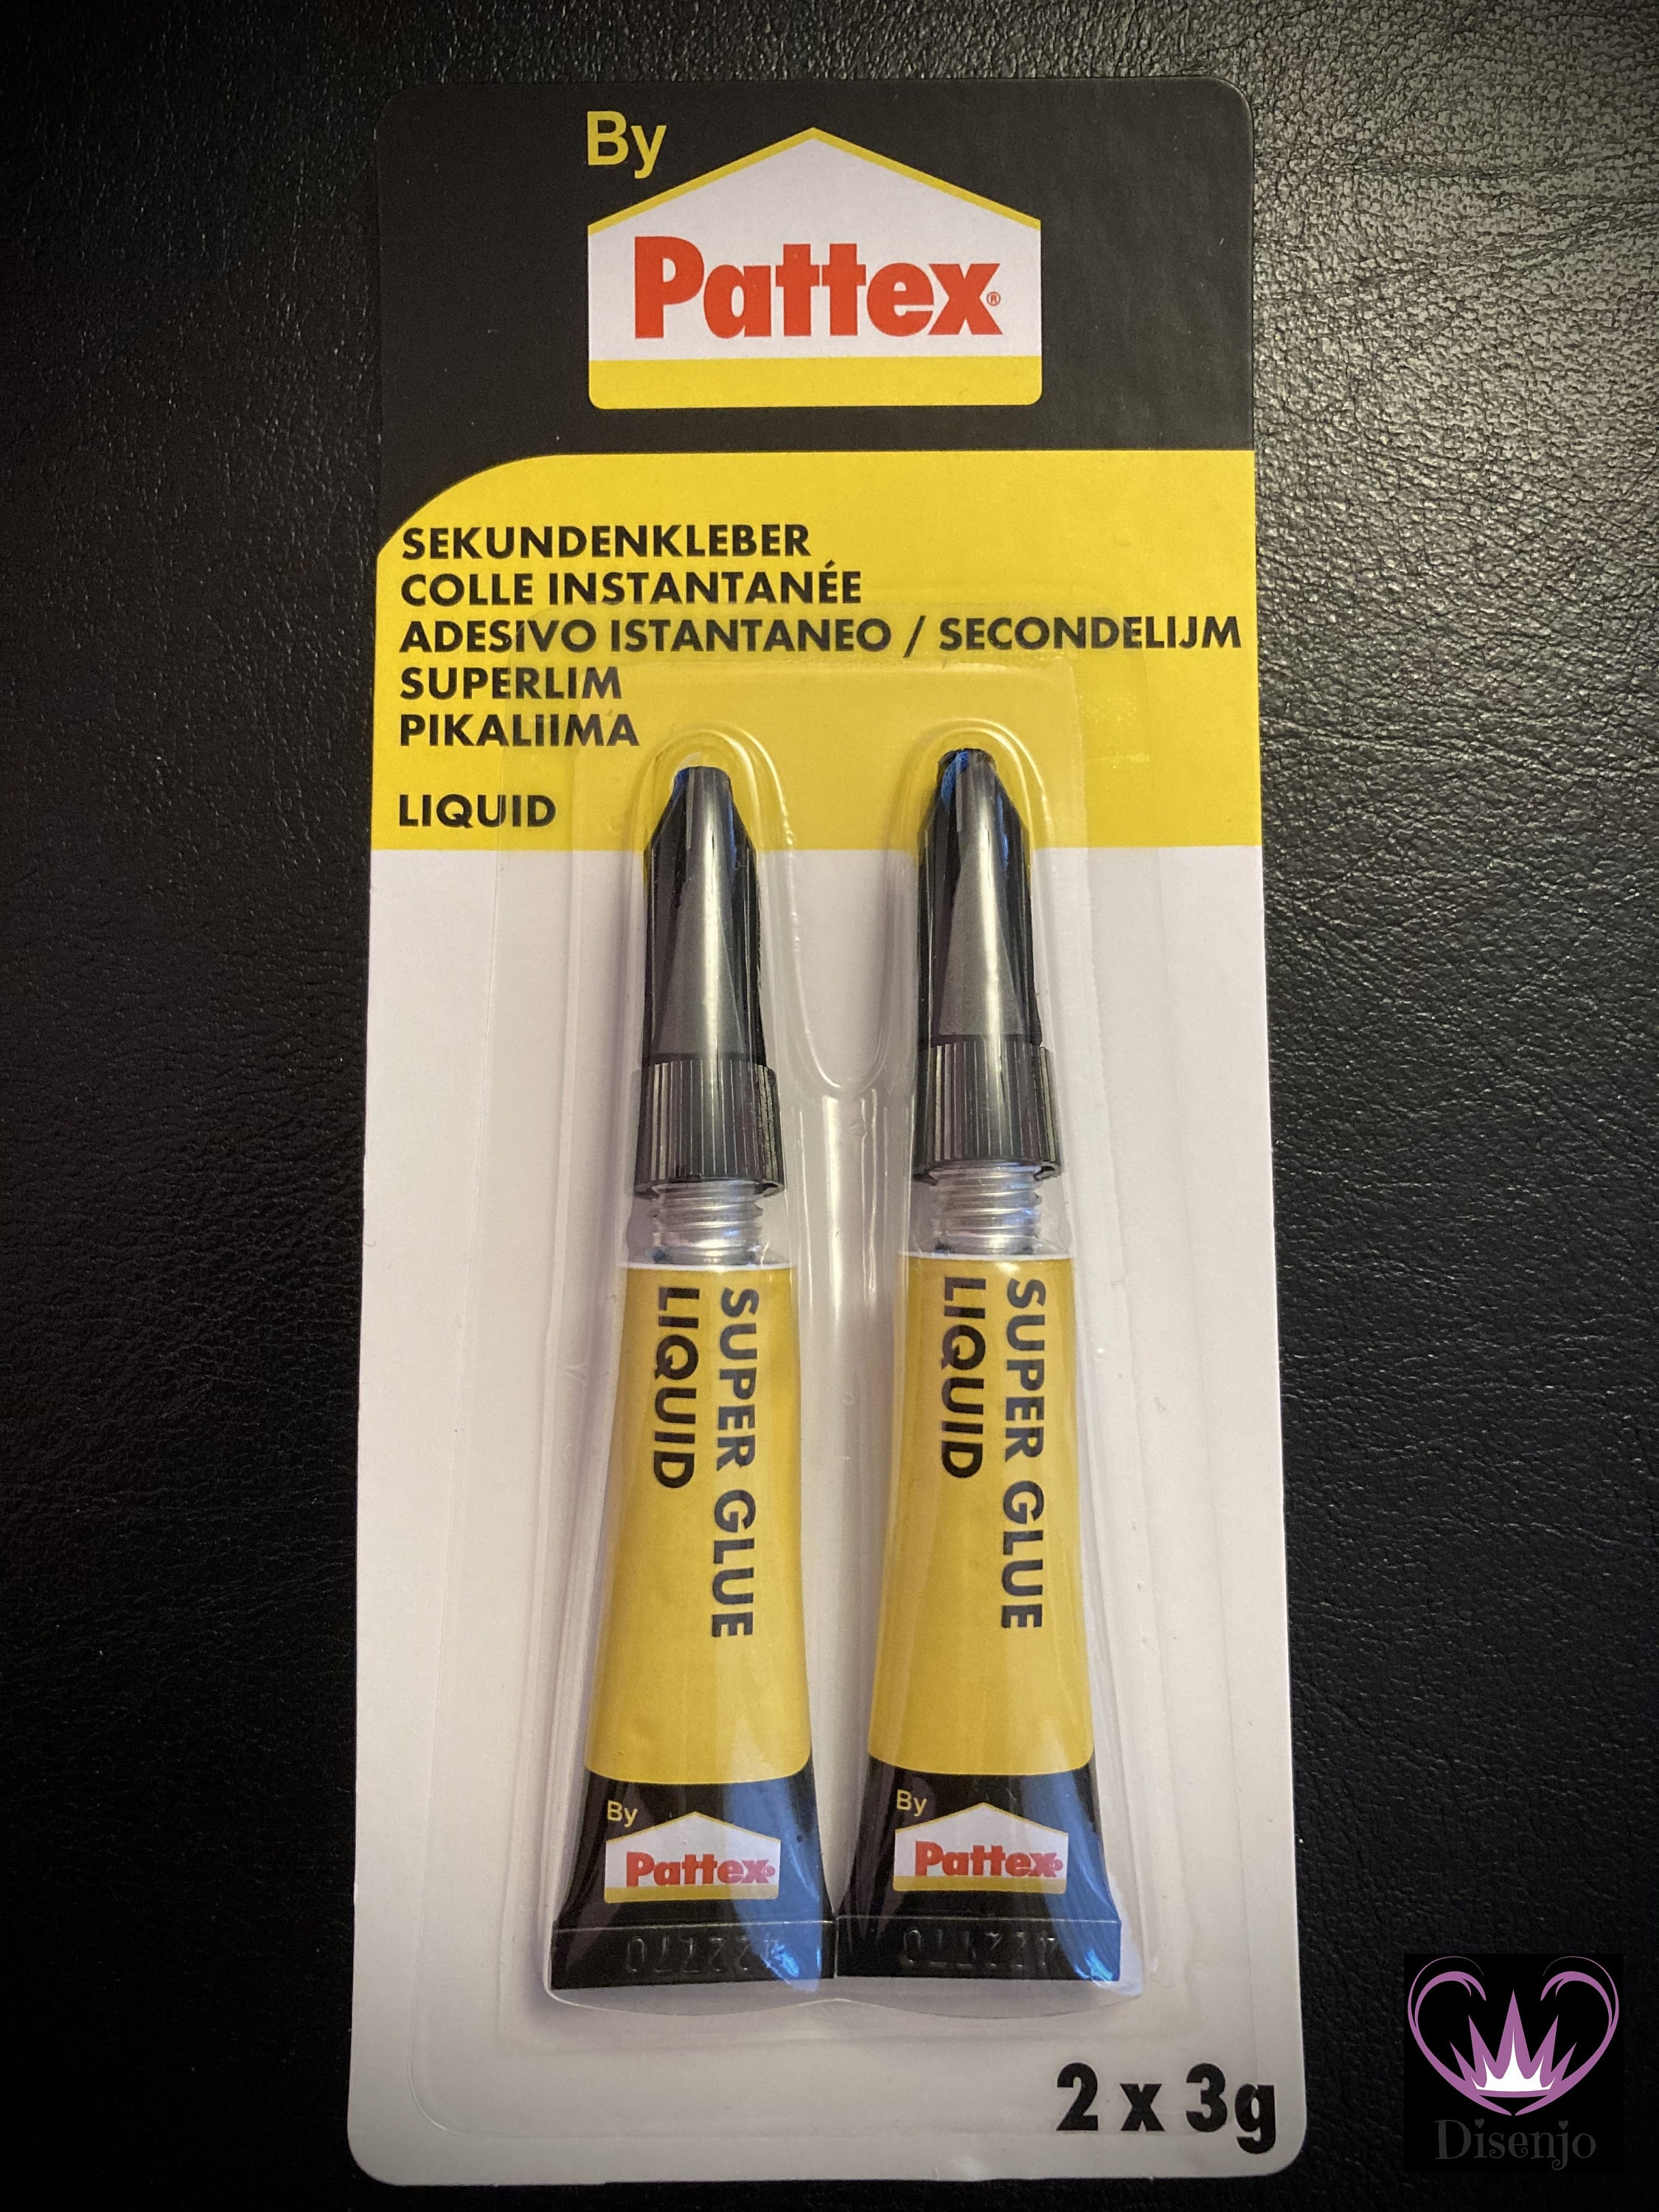 By
Pattex®
SEKUNDENKLEBER
COLLE INSTANTANÉE
ADESIVO ISTANTANEO / SECONDELIJM
SUPERLIM
PIKALIIMA
LIQUID
SUPER GLUE
LIQUID
By
Pattex
SUPER GLUE
LIQUID
By
Pattex
2 x 3g
Disenjo